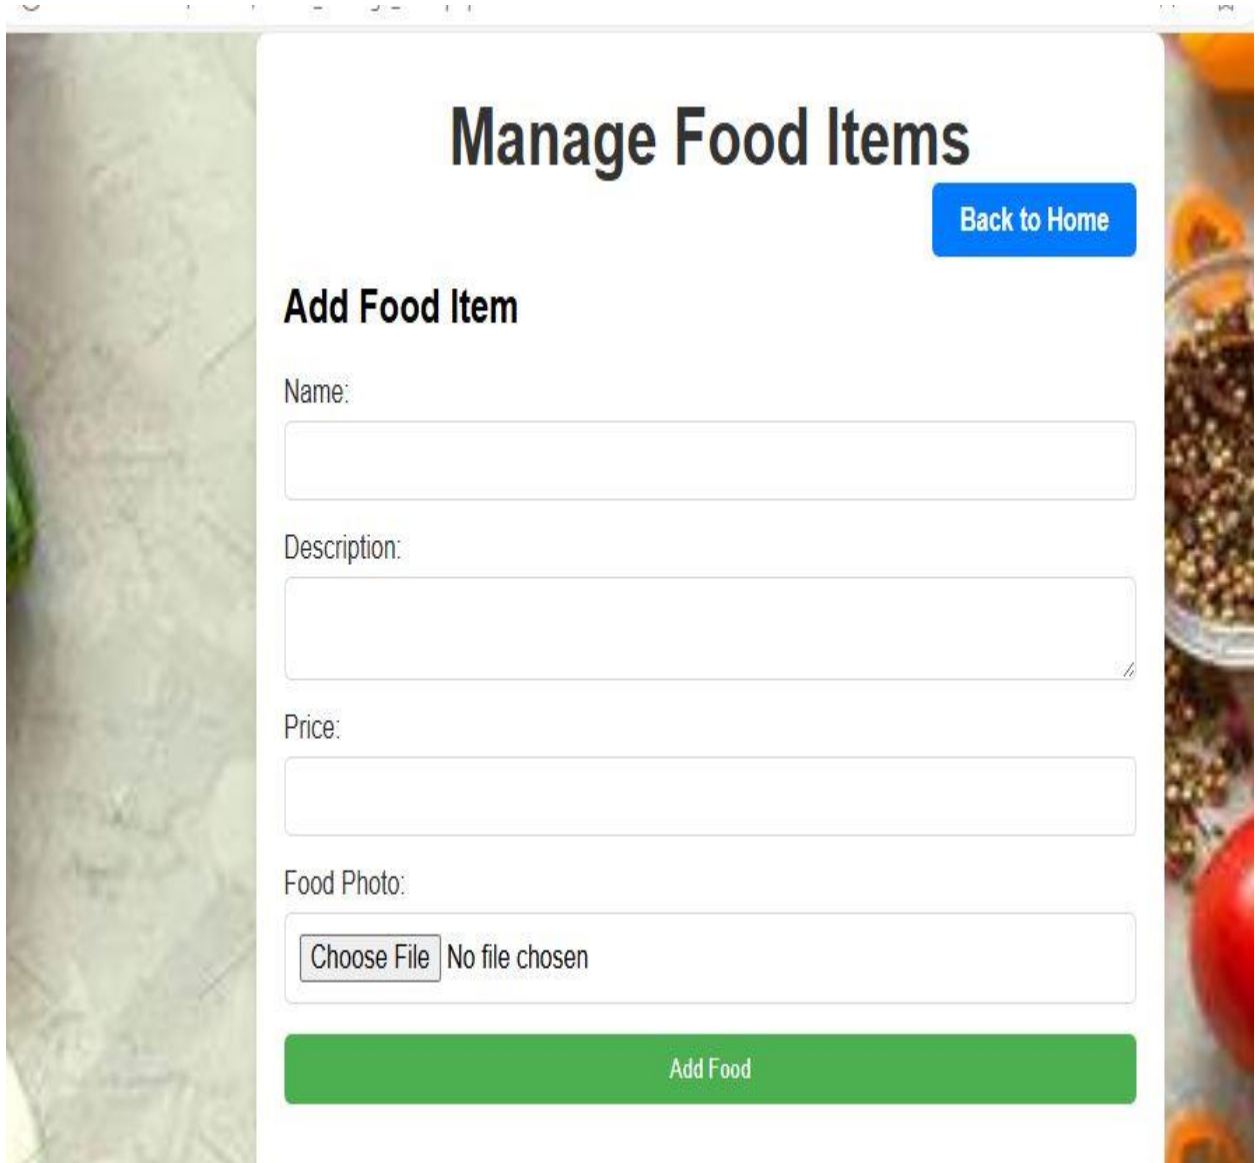 Manage Food Items
Back to Home
Add Food Item
Name:
Description:
Price:
Food Photo:
Choose File No file chosen
Add Food